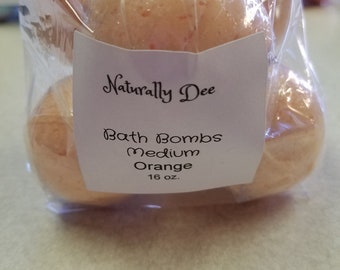 Naturally Dee
Bath Bombs
Medium
Orange
16 oz.